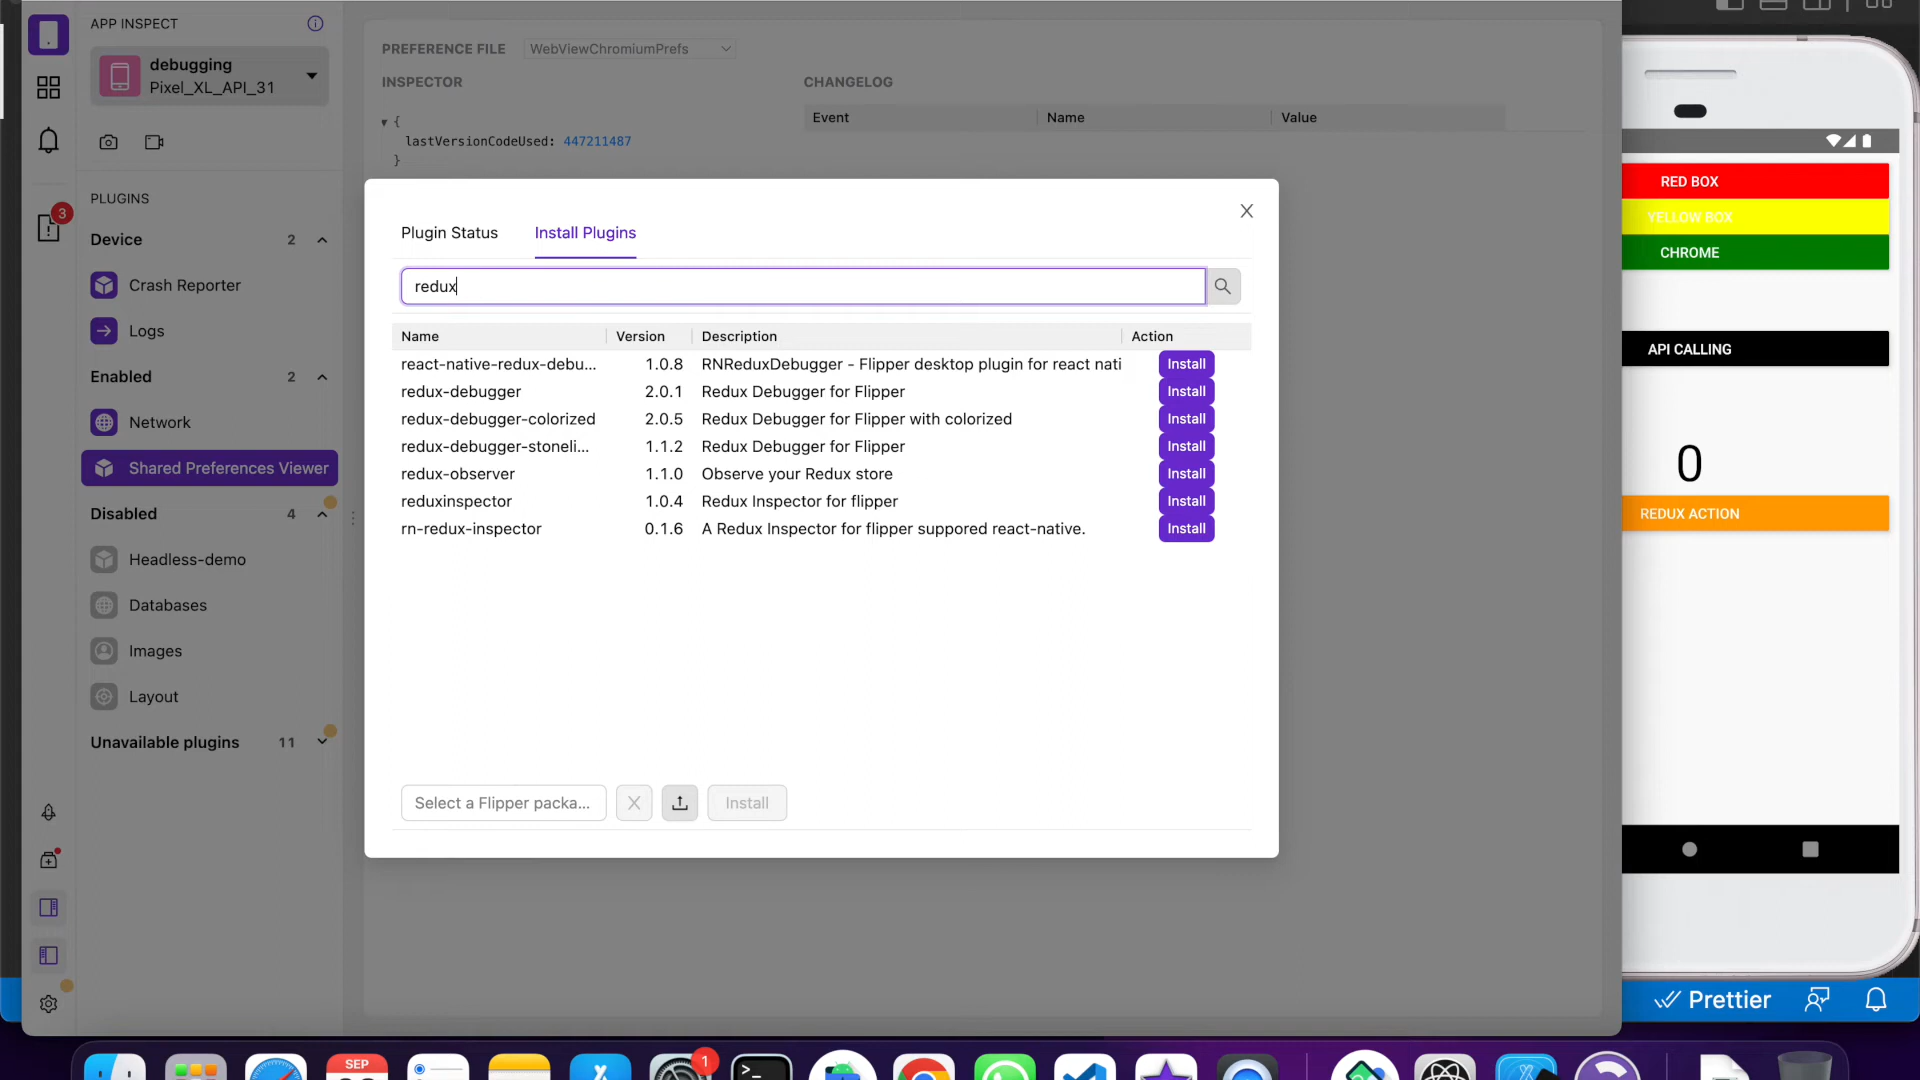 APP INSPECT
debugging
Pixel_XL_API_31
PLUGINS
Device 2
Crash Reporter
Logs
Enabled 2
Network
Shared Preferences Viewer
Disabled 4
Headless-demo
Databases
Images
Layout
Unavailable plugins 11
3
PREFERENCE FILE WebViewChromiumPrefs
INSPECTOR
{
lastVersionCodeUsed: 447211487
}
CHANGELOG
Event Name Value
Plugin Status Install Plugins
redux
Name Version Description Action
react-native-redux-debu... 1.0.8 RNReduxDebugger - Flipper desktop plugin for react nati Install
redux-debugger 2.0.1 Redux Debugger for Flipper Install
redux-debugger-colorized 2.0.5 Redux Debugger for Flipper with colorized Install
redux-debugger-stoneli... 1.1.2 Redux Debugger for Flipper Install
redux-observer 1.1.0 Observe your Redux store Install
reduxinspector 1.0.4 Redux Inspector for flipper Install
rn-redux-inspector 0.1.6 A Redux Inspector for flipper suppored react-native. Install
Select a Flipper packa... Install
RED BOX
YELLOW BOX
CHROME
API CALLING
0
REDUX ACTION
Prettier
SEP
1